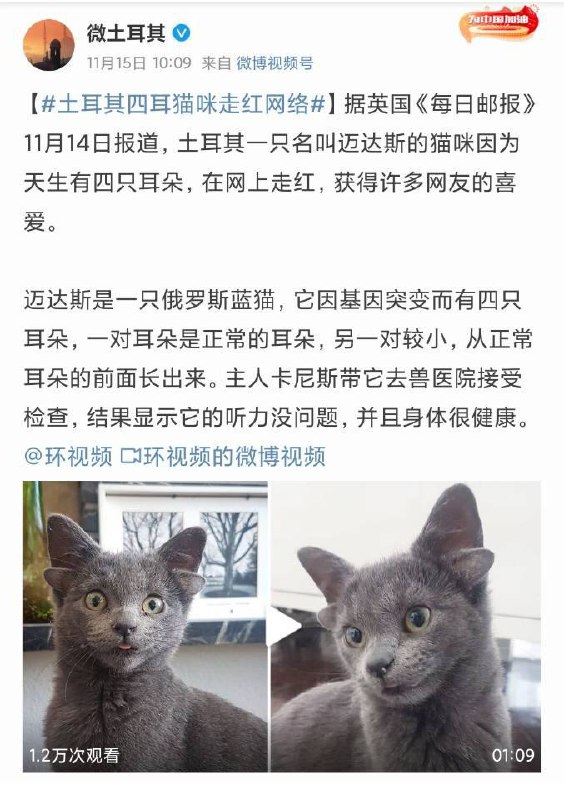 微土耳其
为中国加油
11月15日 10:09 来自 微博视频号
【#土耳其四耳猫咪走红网络#】据英国《每日邮报》
11月14日报道，土耳其一只名叫迈达斯的猫咪因为
天生有四只耳朵，在网上走红，获得许多网友的喜
爱。
迈达斯是一只俄罗斯蓝猫，它因基因突变而有四只
耳朵，一对耳朵是正常的耳朵，另一对较小，从正常
耳朵的前面长出来。主人卡尼斯带它去兽医院接受
检查，结果显示它的听力没问题，并且身体很健康。
@环视频 环视频的微博视频
1.2万次观看
01:09